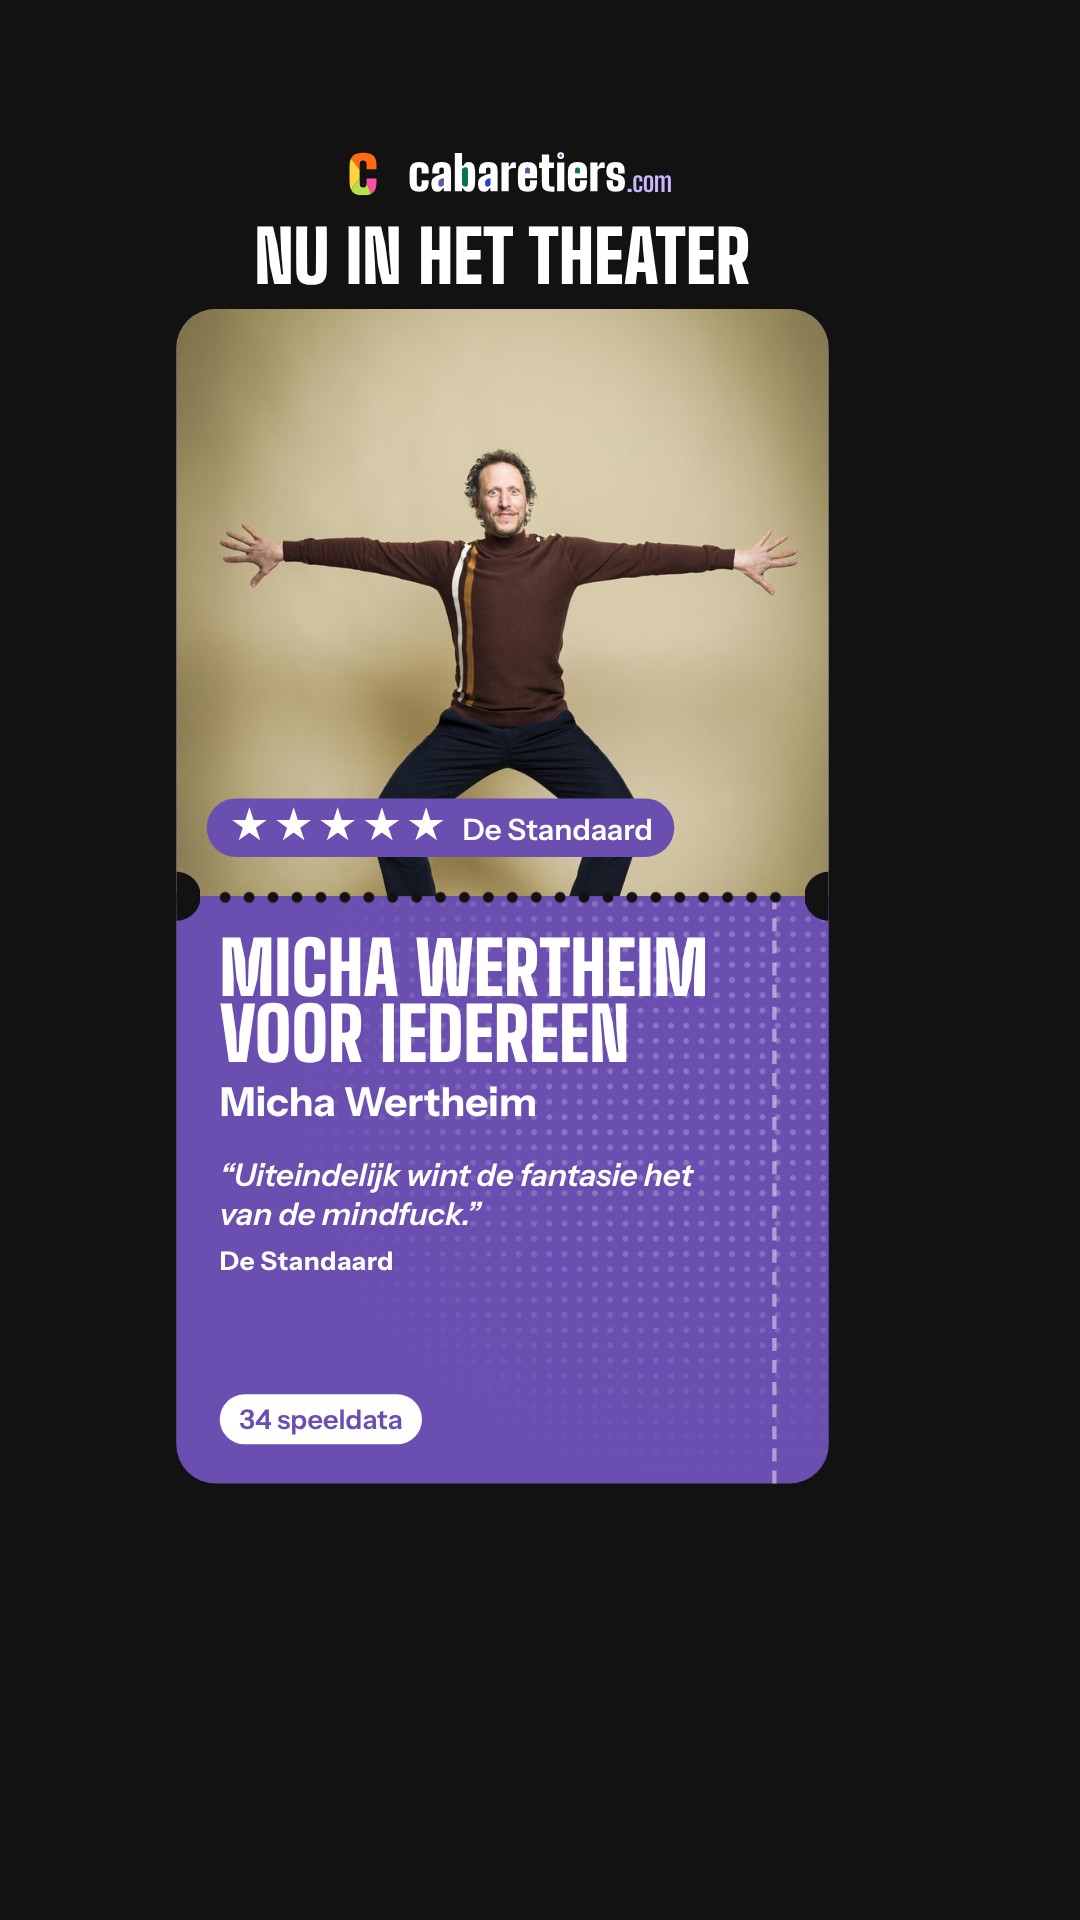 cabaretiers.com
NU IN HET THEATER
★★★★★ De Standaard
MICHA WERTHEIM
VOOR IEDEREEN
Micha Wertheim
“Uiteindelijk wint de fantasie het
van de mindfuck.”
De Standaard
34 speeldata